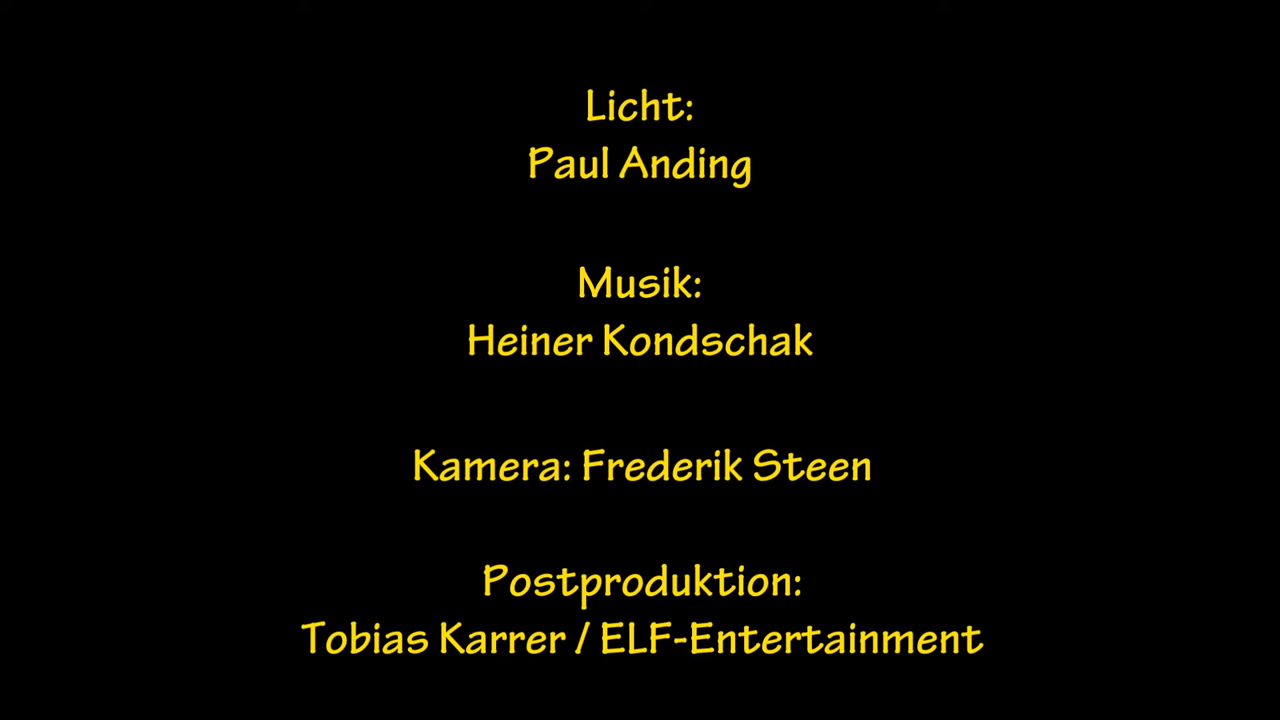 Licht:
Paul Anding
Musik:
Heiner Kondschak
Kamera: Frederik Steen
Postproduktion:
Tobias Karrer / ELF-Entertainment